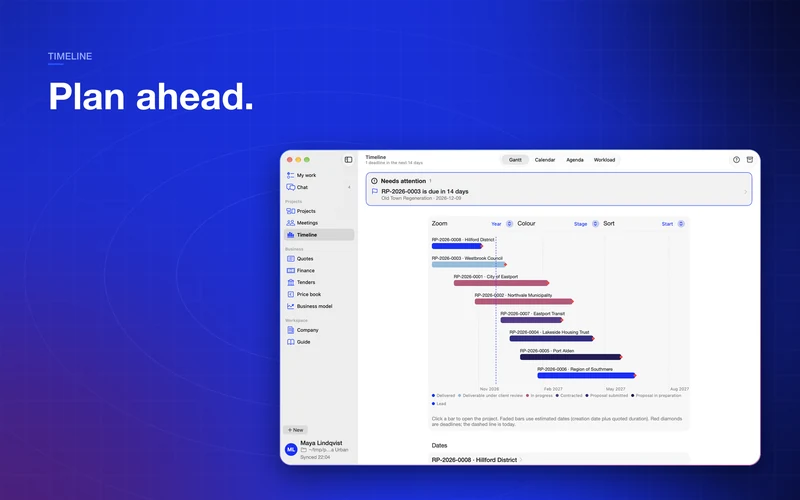 TIMELINE
Plan ahead.
Timeline
1 deadline in the next 14 days
Gantt
Calendar
Agenda
Workload
My work
Chat
Projects
Projects
Meetings
Timeline
Business
Quotes
Finance
Tenders
Price book
Business model
Workspace
Company
Guide
+ New
ML
Maya Lindqvist
~/tmp/p...a Urban
Synced 22:04
Needs attention 1
RP-2026-0003 is due in 14 days
Old Town Regeneration · 2026-12-09
Zoom Year Colour Stage Sort Start
RP-2026-0008 · Hillford District
RP-2026-0003 · Westbrook Council
RP-2026-0001 · City of Eastport
RP-2026-0002 · Northvale Municipality
RP-2026-0007 · Eastport Transit
RP-2026-0004 · Lakeside Housing Trust
RP-2026-0005 · Port Alden
RP-2026-0006 · Region of Southmere
Nov 2026 Feb 2027 May 2027 Aug 2027
Delivered Deliverable under client review In progress Contracted Proposal submitted Proposal in preparation
Lead
Click a bar to open the project. Faded bars use estimated dates (creation date plus quoted duration). Red diamonds
are deadlines; the dashed line is today.
Dates
RP-2026-0008 · Hillford District